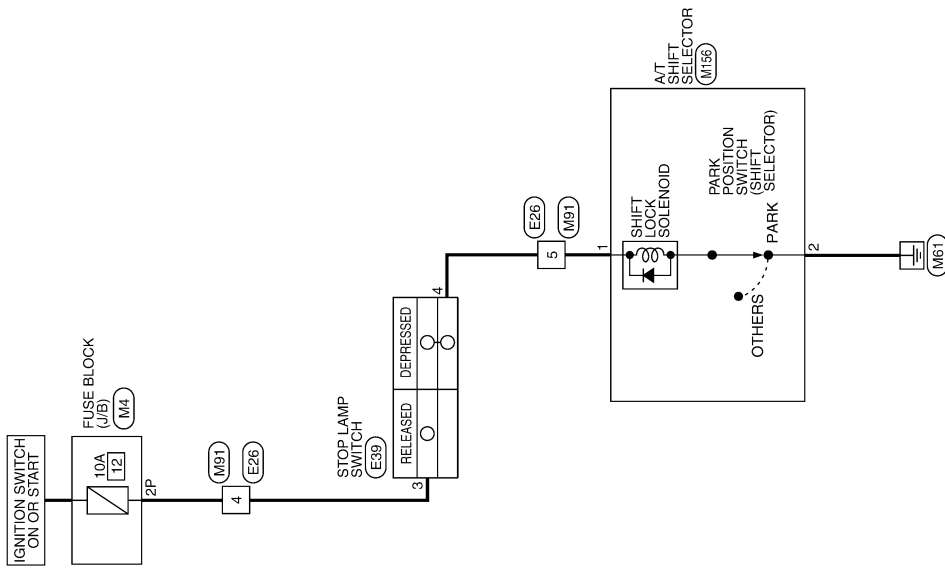 IGNITION SWITCH
ON OR START
FUSE BLOCK
(J/B)
M4
10A
12
2P
M91
4
E26
STOP LAMP
SWITCH
E39
RELEASED
DEPRESSED
3
4
E26
5
M91
A/T
SHIFT
SELECTOR
M156
1
SHIFT
LOCK
SOLENOID
PARK
POSITION
SWITCH
(SHIFT
SELECTOR)
PARK
OTHERS
2
M61